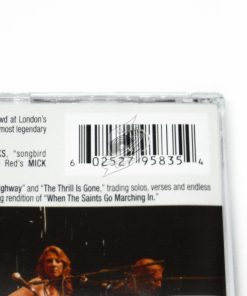 wd at London's
most legendary
KS, "songbird
Red's MICK
6 02527 95835 4
ghway" and "The Thrill Is Gone," trading solos, verses and endless
g rendition of "When The Saints Go Marching In."